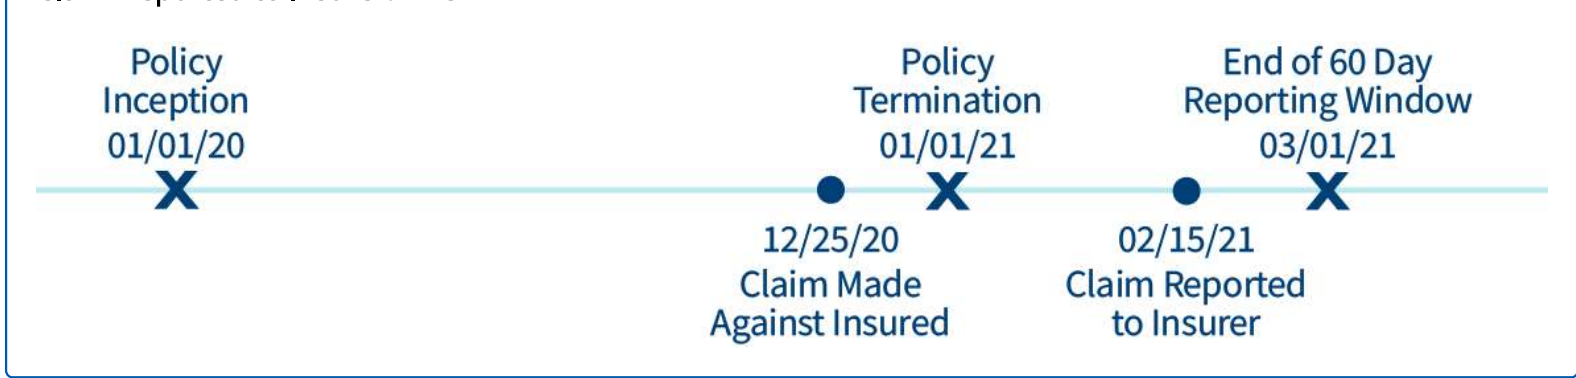 Policy
Inception
01/01/20
Policy
Termination
01/01/21
End of 60 Day
Reporting Window
03/01/21
12/25/20
Claim Made
Against Insured
02/15/21
Claim Reported
to Insurer